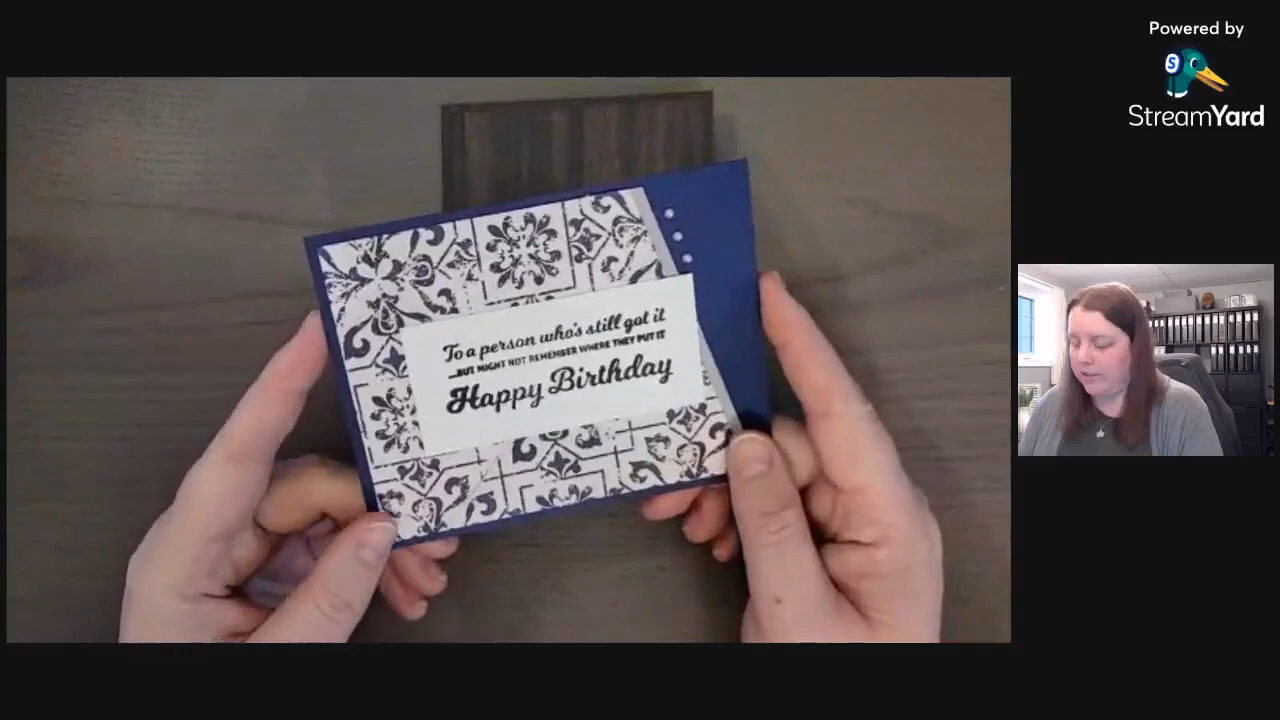 Powered by
S
StreamYard
To a person who's still got it
...BUT MIGHT NOT REMEMBER WHERE THEY PUT IT
Happy Birthday